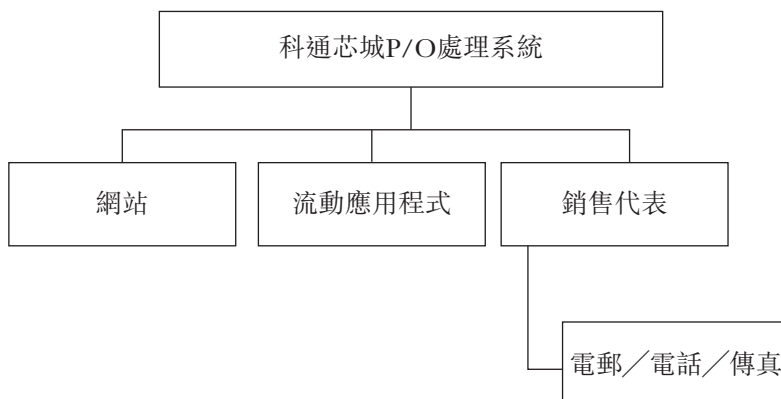 科通芯城P/O處理系統
網站
流動應用程式
銷售代表
電郵╱電話╱傳真